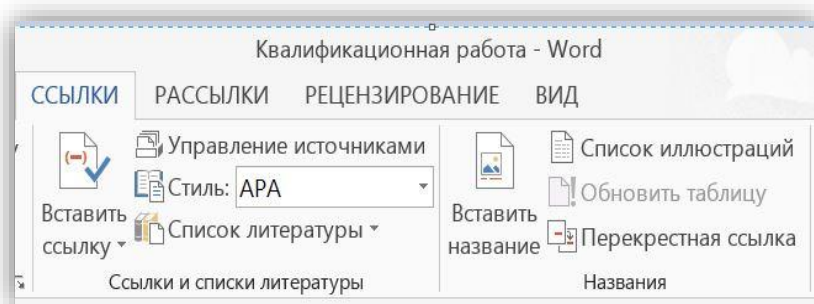 Квалификационная работа - Word
ССЫЛКИ РАССЫЛКИ РЕЦЕНЗИРОВАНИЕ ВИД
Вставить ссылку
Управление источниками
Стиль: APA
Список литературы
Ссылки и списки литературы
Вставить название
Список иллюстраций
Обновить таблицу
Перекрестная ссылка
Названия